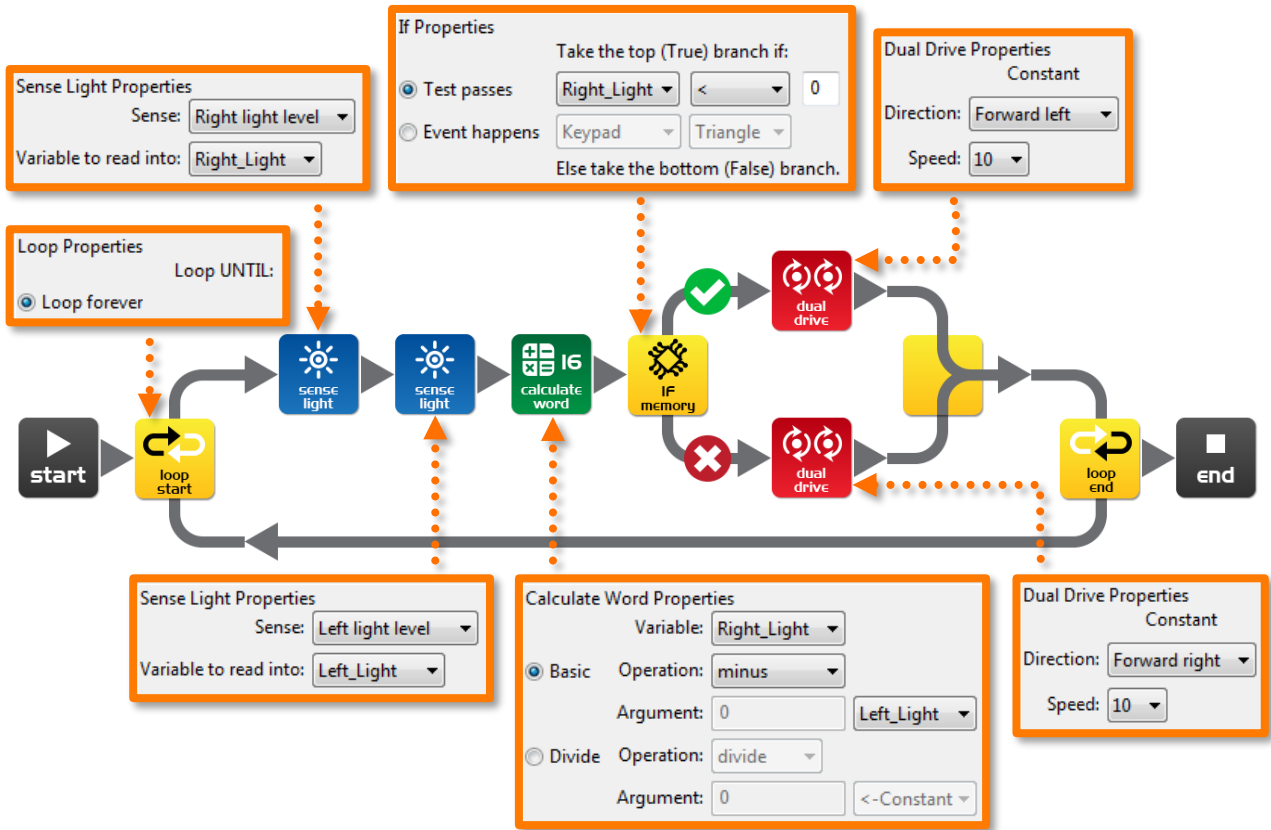 If Properties
Take the top (True) branch if:
Test passes Right_Light < 0
Event happens Keypad Triangle
Else take the bottom (False) branch.
Dual Drive Properties
Constant
Direction: Forward left
Speed: 10
Sense Light Properties
Sense: Right light level
Variable to read into: Right_Light
Loop Properties
Loop UNTIL:
Loop forever
start
loop
start
sense
light
sense
light
16
calculate
word
IF
memory
dual
drive
dual
drive
loop
end
end
Sense Light Properties
Sense: Left light level
Variable to read into: Left_Light
Calculate Word Properties
Variable: Right_Light
Basic Operation: minus
Argument: 0 Left_Light
Divide Operation: divide
Argument: 0 <-Constant
Dual Drive Properties
Constant
Direction: Forward right
Speed: 10